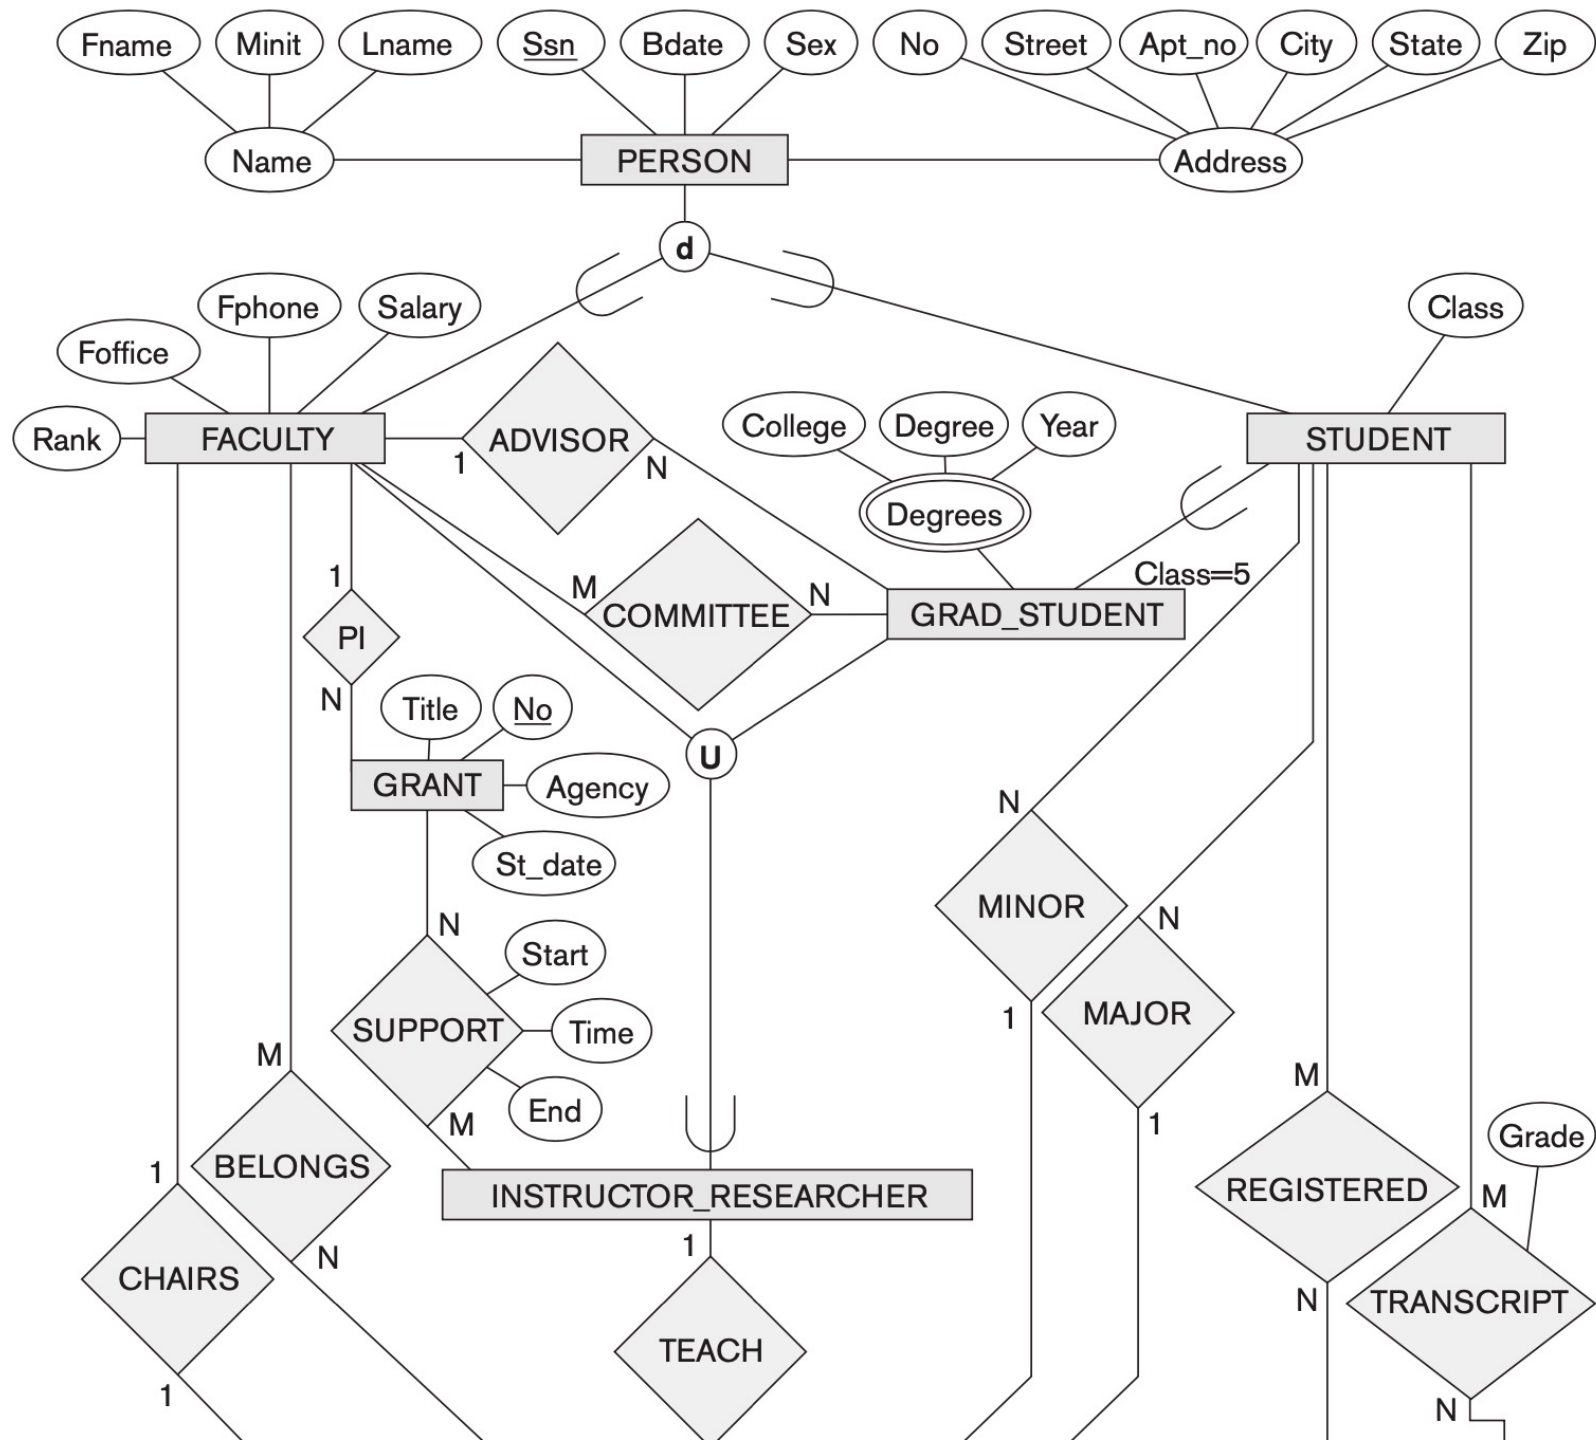 Fname
Minit
Lname
Ssn
Bdate
Sex
No
Street
Apt_no
City
State
Zip
Name
PERSON
Address
d
Fphone
Salary
Class
Foffice
Rank
FACULTY
ADVISOR
1
N
College
Degree
Year
STUDENT
Degrees
Class=5
1
M
COMMITTEE
N
GRAD_STUDENT
PI
N
Title
No
U
GRANT
Agency
N
St_date
MINOR
N
N
Start
SUPPORT
Time
1
MAJOR
M
M
End
M
1
Grade
1
BELONGS
INSTRUCTOR_RESEARCHER
REGISTERED
M
1
N
CHAIRS
N
TRANSCRIPT
TEACH
1
N